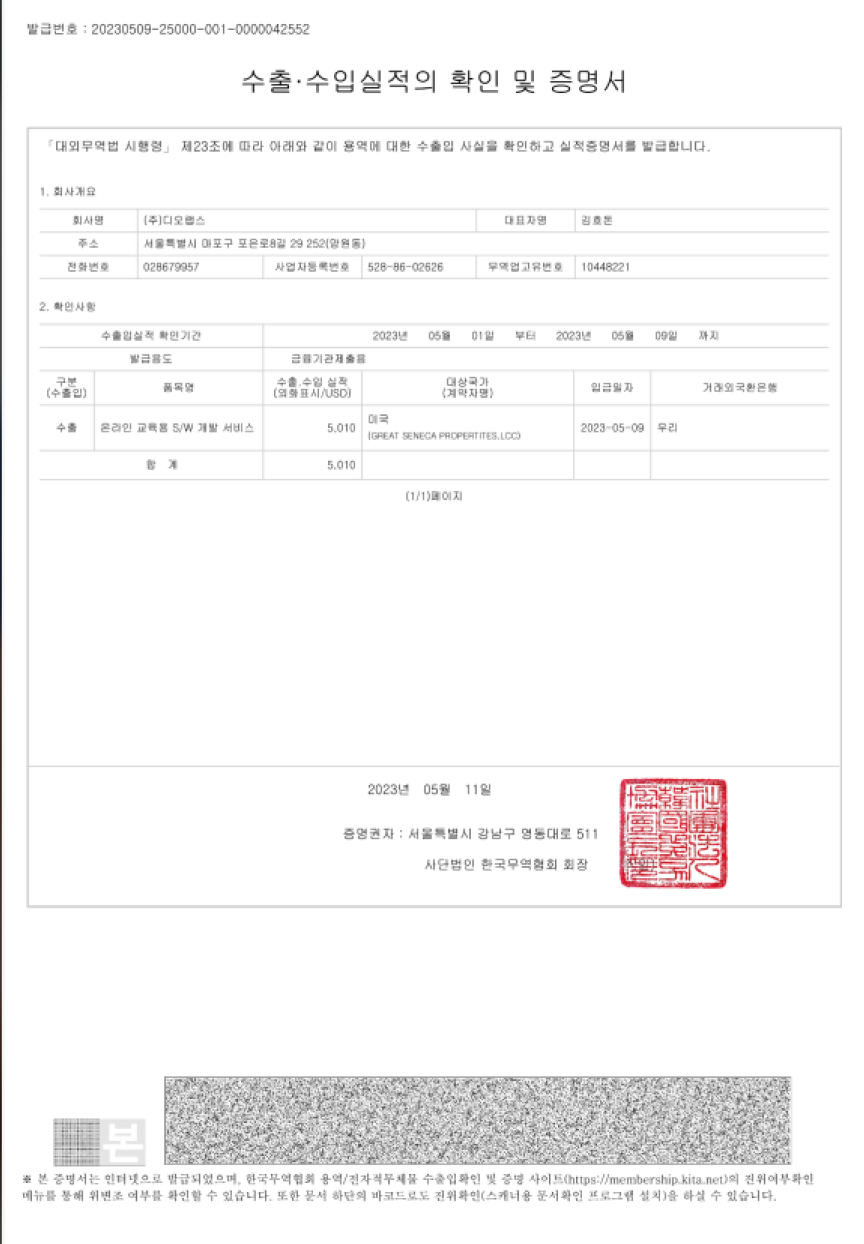 발급번호 : 20230509-25000-001-0000042552
수출·수입실적의 확인 및 증명서
「대외무역법 시행령」 제23조에 따라 아래와 같이 용역에 대한 수출입 사실을 확인하고 실적증명서를 발급합니다.
1. 회사개요
회사명 (주)디오랩스 대표자명 김호돈
주소 서울특별시 마포구 포은로8길 29 252(망원동)
전화번호 028679957 사업자등록번호 528-86-02626 무역업고유번호 10448221
2. 확인사항
수출입실적 확인기간 2023년 05월 01일 부터 2023년 05월 09일 까지
발급용도 금융기관제출용
구분 (수출입) 품목명 수출.수입 실적 (외화표시/USD) 대상국가 (계약자명) 입금일자 거래외국환은행
수출 온라인 교육용 S/W 개발 서비스 5,010 미국 (GREAT SENECA PROPERTITES,LCC) 2023-05-09 우리
합 계 5,010
(1/1)페이지
2023년 05월 11일
증명권자 : 서울특별시 강남구 영동대로 511
사단법인 한국무역협회 회장
본
※ 본 증명서는 인터넷으로 발급되었으며, 한국무역협회 용역/전자적무체물 수출입확인 및 증명 사이트(https://membership.kita.net)의 진위여부확인
메뉴를 통해 위변조 여부를 확인할 수 있습니다. 또한 문서 하단의 바코드로도 진위확인(스캐너용 문서확인 프로그램 설치)을 하실 수 있습니다.